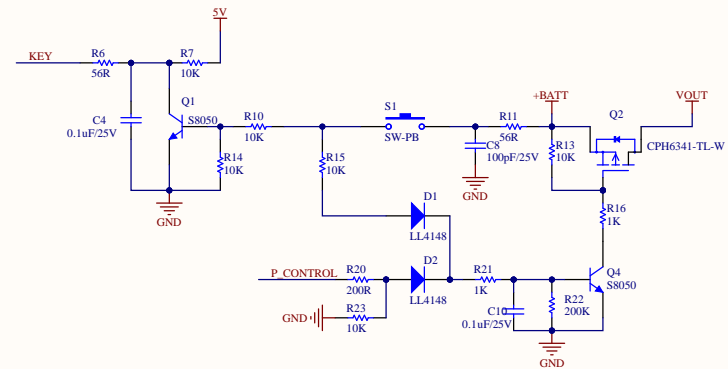 5V
KEY
R6
56R
R7
10K
Q1
S8050
C4
0.1uF/25V
R10
10K
R14
10K
GND
S1
SW-PB
R15
10K
C8
100pF/25V
GND
R11
56R
+BATT
R13
10K
Q2
CPH6341-TL-W
VOUT
R16
1K
D1
LL4148
D2
LL4148
P_CONTROL
R20
200R
GND
R23
10K
R21
1K
C10
0.1uF/25V
R22
200K
Q4
S8050
GND